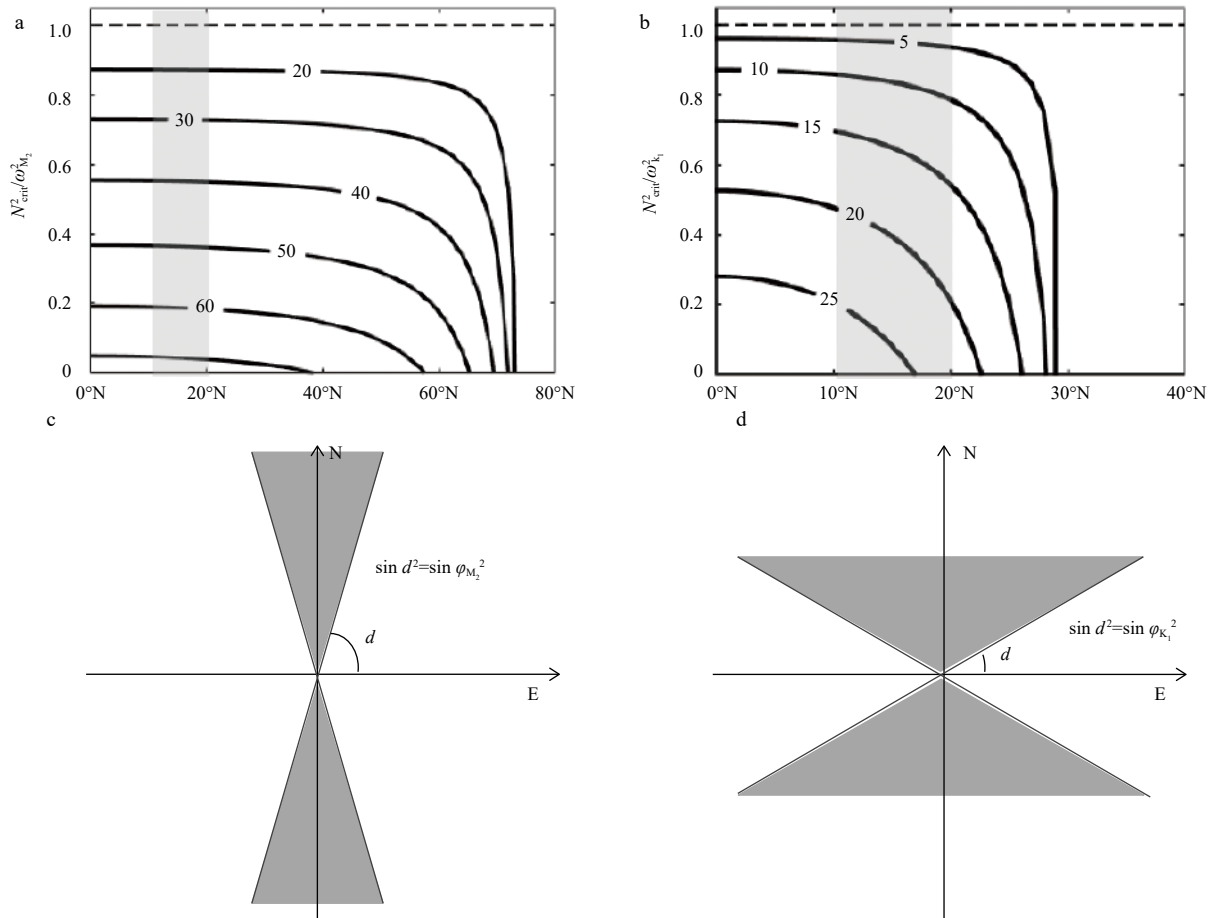 a
N²crit/ω²M₂
1.0
0.8
0.6
0.4
0.2
0
20
30
40
50
60
0°N
20°N
40°N
60°N
80°N
b
N²crit/ω²k₁
1.0
0.8
0.6
0.4
0.2
0
5
10
15
20
25
0°N
10°N
20°N
30°N
40°N
c
N
sin d²=sin φM₂²
d
E
d
N
sin d²=sin φK₁²
d
E